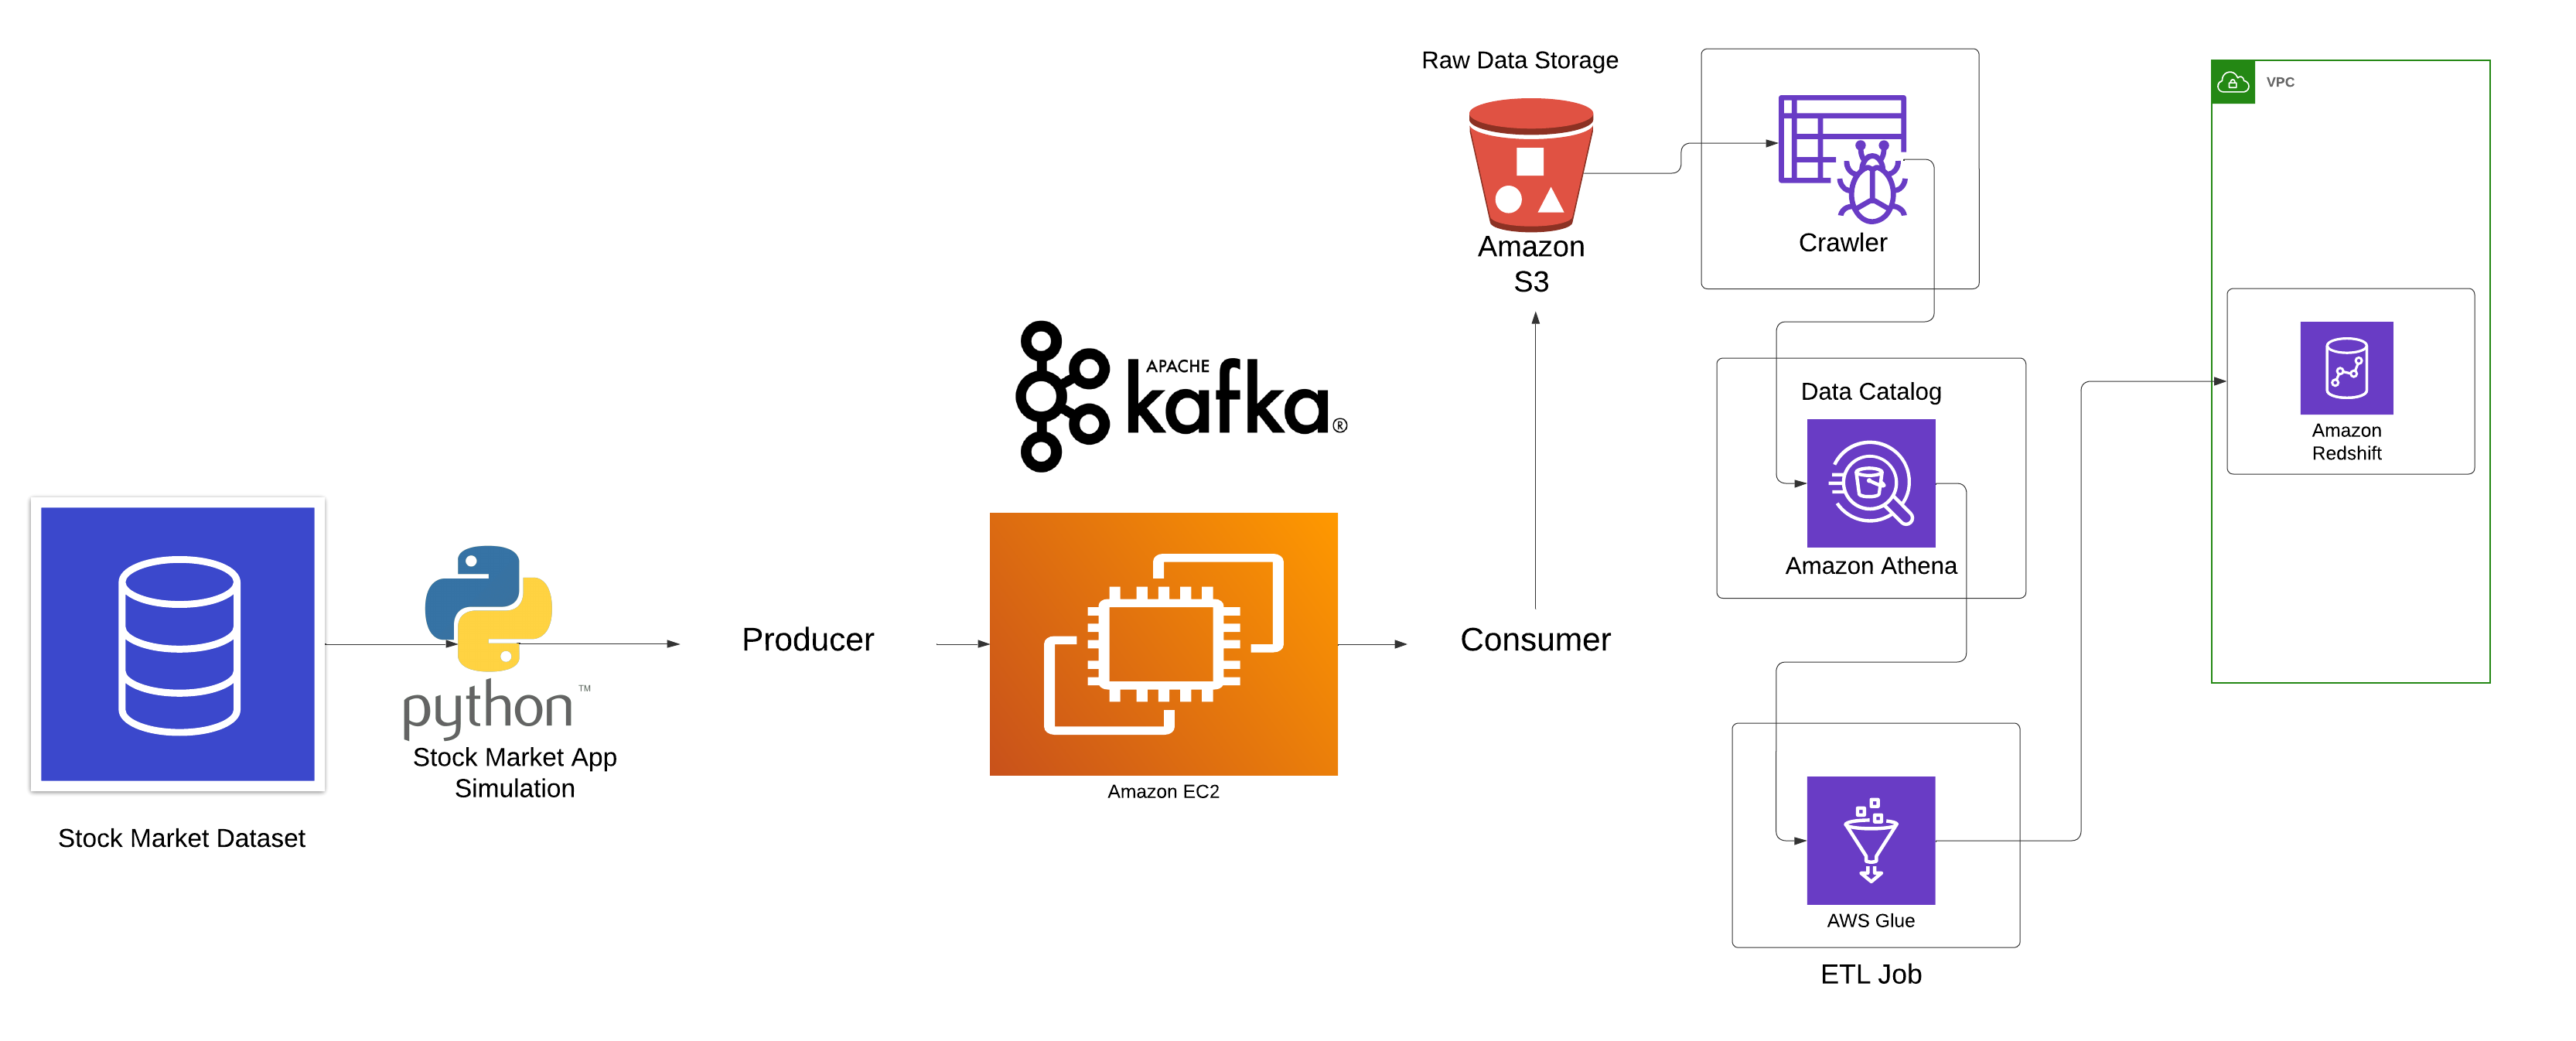 Stock Market Dataset
python™
Stock Market App
Simulation
Producer
APACHE
kafka®
Amazon EC2
Consumer
Raw Data Storage
Amazon
S3
Crawler
Data Catalog
Amazon Athena
AWS Glue
ETL Job
VPC
Amazon
Redshift